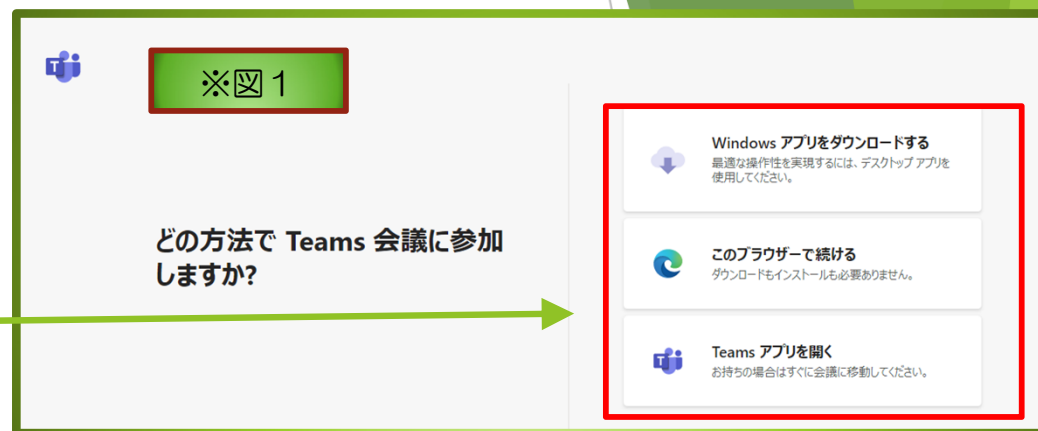 ※図1
どの方法で Teams 会議に参加
しますか?
Windows アプリをダウンロードする
最適な操作性を実現するには、デスクトップ アプリを
使用してください。
このブラウザーで続ける
ダウンロードもインストールも必要ありません。
Teams アプリを開く
お持ちの場合はすぐに会議に移動してください。